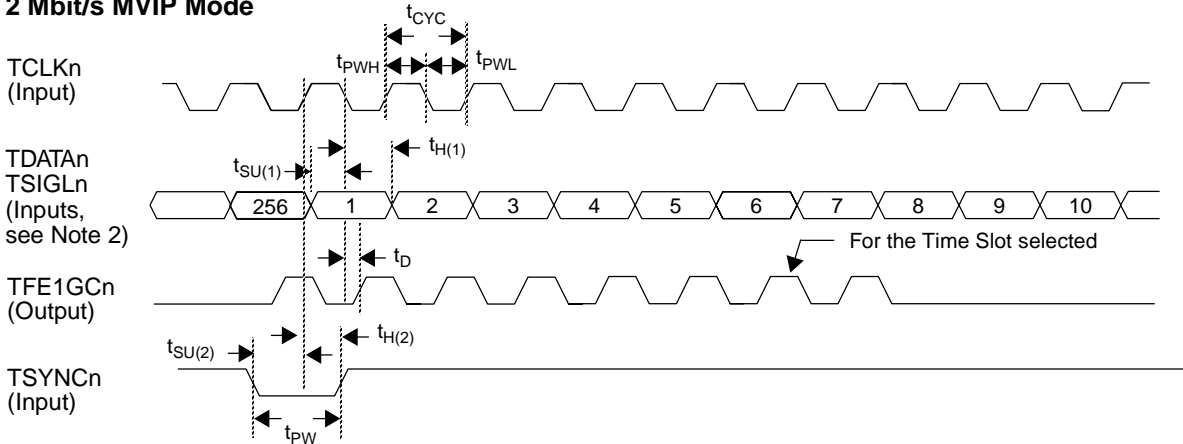 2 Mbit/s MVIP Mode
tCYC
tPWH
tPWL
TCLKn
(Input)
tH(1)
tSU(1)
TDATAn
TSIGLn
(Inputs,
see Note 2)
256 1 2 3 4 5 6 7 8 9 10
For the Time Slot selected
tD
TFE1GCn
(Output)
tH(2)
tSU(2)
TSYNCn
(Input)
tPW